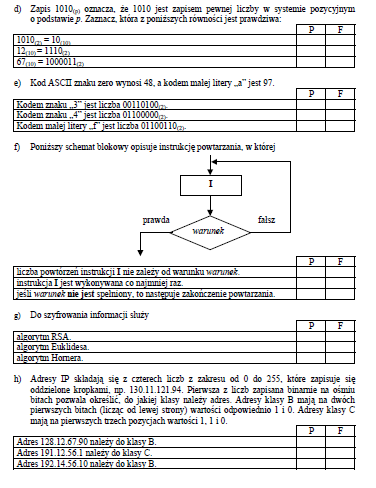 d) Zapis 1010(p) oznacza, że 1010 jest zapisem pewnej liczby w systemie pozycyjnym
o podstawie p. Zaznacz, która z poniższych równości jest prawdziwa:
P F
1010(2) = 10(10)
12(10) = 1110(2)
67(10) = 1000011(2)
e) Kod ASCII znaku zero wynosi 48, a kodem małej litery „a” jest 97.
P F
Kodem znaku „3” jest liczba 00110100(2).
Kodem znaku „4” jest liczba 01100000(2).
Kodem małej litery „f” jest liczba 01100110(2).
f) Poniższy schemat blokowy opisuje instrukcję powtarzania, w której
I
prawda fałsz
warunek
P F
liczba powtórzeń instrukcji I nie zależy od warunku warunek.
instrukcja I jest wykonywana co najmniej raz.
jeśli warunek nie jest spełniony, to następuje zakończenie powtarzania.
g) Do szyfrowania informacji służy
P F
algorytm RSA.
algorytm Euklidesa.
algorytm Hornera.
h) Adresy IP składają się z czterech liczb z zakresu od 0 do 255, które zapisuje się
oddzielone kropkami, np. 130.11.121.94. Pierwsza z liczb zapisana binarnie na ośmiu
bitach pozwala określić, do jakiej klasy należy adres. Adresy klasy B mają na dwóch
pierwszych bitach (licząc od lewej strony) wartości odpowiednio 1 i 0. Adresy klasy C
mają na pierwszych trzech pozycjach wartości 1, 1 i 0.
P F
Adres 128.12.67.90 należy do klasy B.
Adres 191.12.56.1 należy do klasy C.
Adres 192.14.56.10 należy do klasy B.